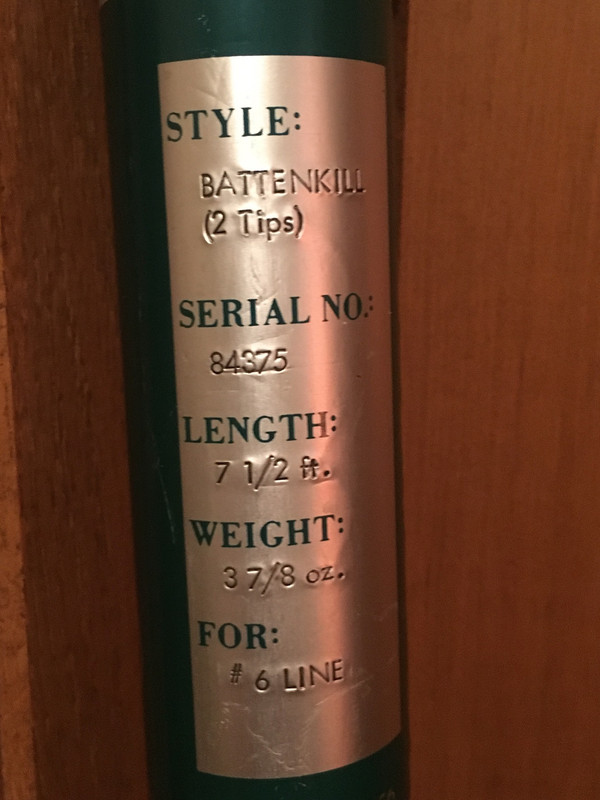 STYLE:
BATTENKILL
(2 Tips)
SERIAL NO.:
84375
LENGTH:
7 1/2 ft.
WEIGHT:
3 7/8 oz.
FOR:
# 6 LINE